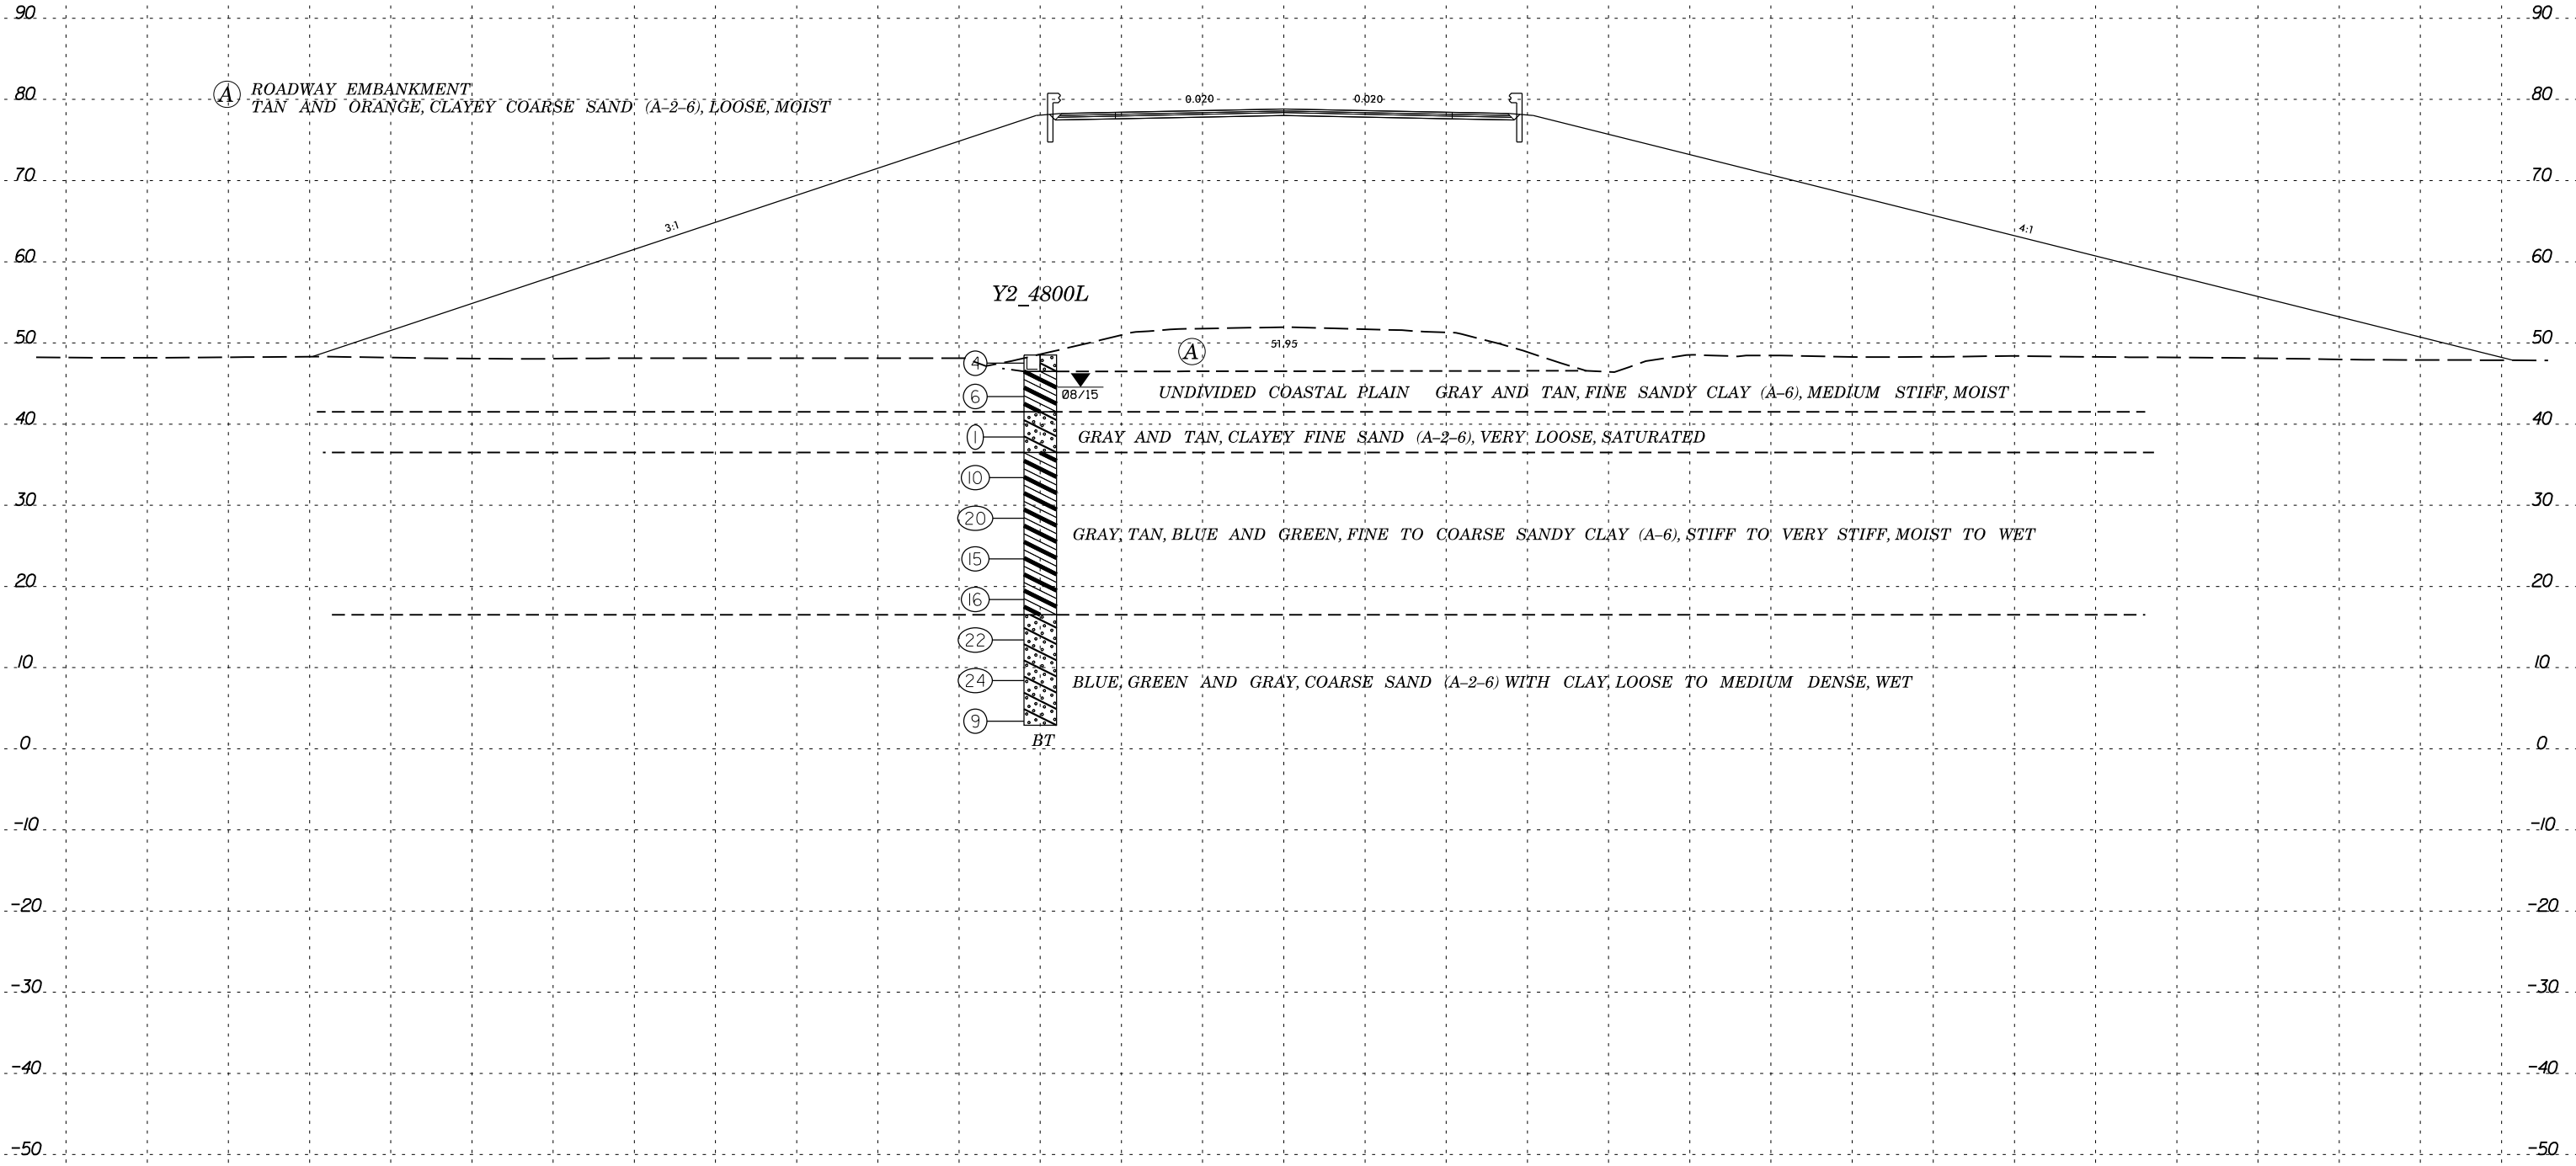 90 90
ROADWAY EMBANKMENT
A
80 TAN AND ORANGE, CLAYEY COARSE SAND (A-2-6), LOOSE, MOIST 0.020 0.020 80
70 70
3:1 4:1
60 60
Y2_4800L
50 50
51.95
A
4
08/15
6 UNDIVIDED COASTAL PLAIN GRAY AND TAN, FINE SANDY CLAY (A-6), MEDIUM STIFF, MOIST
40 40
1 GRAY AND TAN, CLAYEY FINE SAND (A-2-6), VERY LOOSE, SATURATED
10
30 30
20
GRAY, TAN, BLUE AND GREEN, FINE TO COARSE SANDY CLAY (A-6), STIFF TO VERY STIFF, MOIST TO WET
15
20 20
16
22
10 10
24 BLUE, GREEN AND GRAY, COARSE SAND (A-2-6) WITH CLAY, LOOSE TO MEDIUM DENSE, WET
9
BT
0 0
-10 -10
-20 -20
-30 -30
-40 -40
-50 -50